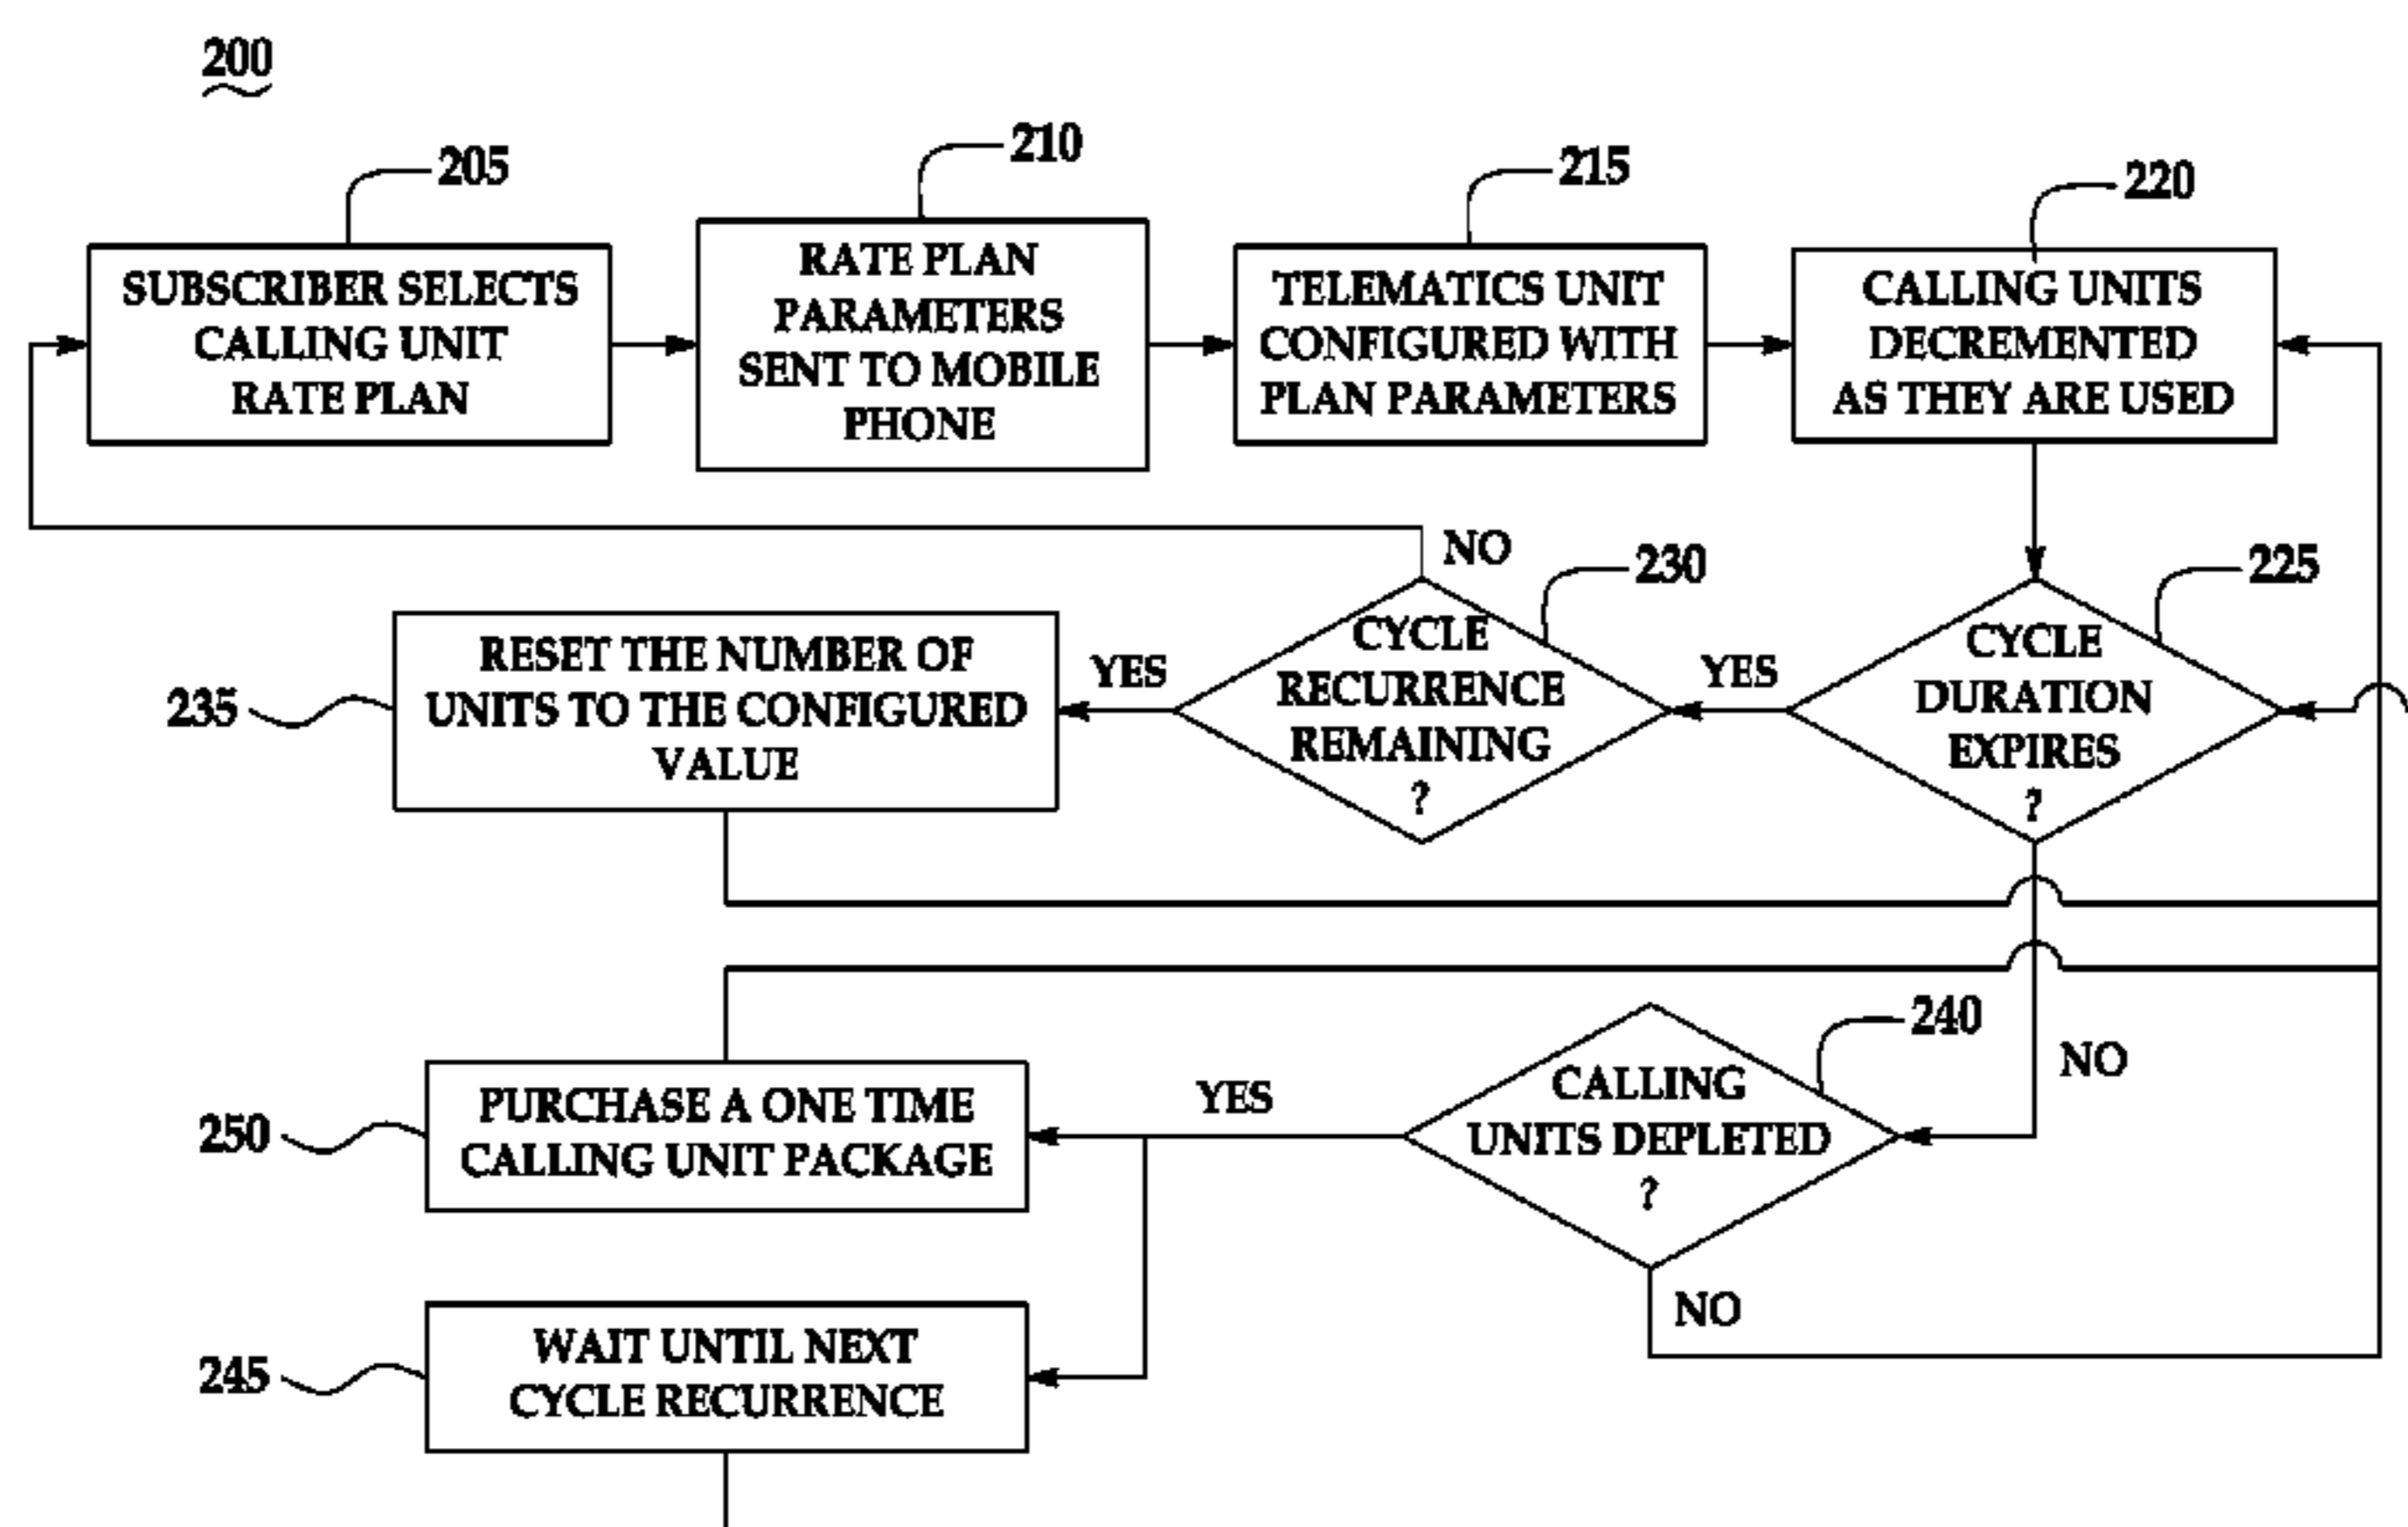 200
205
SUBSCRIBER SELECTS
CALLING UNIT
RATE PLAN
210
RATE PLAN
PARAMETERS
SENT TO MOBILE
PHONE
215
TELEMATICS UNIT
CONFIGURED WITH
PLAN PARAMETERS
220
CALLING UNITS
DECREMENTED
AS THEY ARE USED
225
CYCLE
DURATION
EXPIRES
?
YES
NO
230
CYCLE
RECURRENCE
REMAINING
?
NO
YES
235
RESET THE NUMBER OF
UNITS TO THE CONFIGURED
VALUE
240
CALLING
UNITS DEPLETED
?
YES
NO
250
PURCHASE A ONE TIME
CALLING UNIT PACKAGE
245
WAIT UNTIL NEXT
CYCLE RECURRENCE